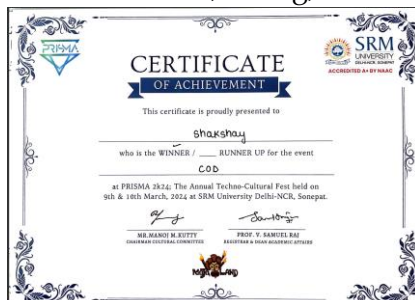 PRISMA
SRM
UNIVERSITY
DELHI-NCR, SONEPAT
ACCREDITED A+ BY NAAC
CERTIFICATE
OF ACHIEVEMENT
This certificate is proudly presented to
Shakshay
who is the WINNER / ____ RUNNER UP for the event
COD
at PRISMA 2k24; The Annual Techno-Cultural Fest held on
9th & 10th March, 2024 at SRM University Delhi-NCR, Sonepat.
MR.MANOJ M.KUTTY
CHAIRMAN CULTURAL COMMITTEE
PROF. V. SAMUEL RAJ
REGISTRAR & DEAN ACADEMIC AFFAIRS